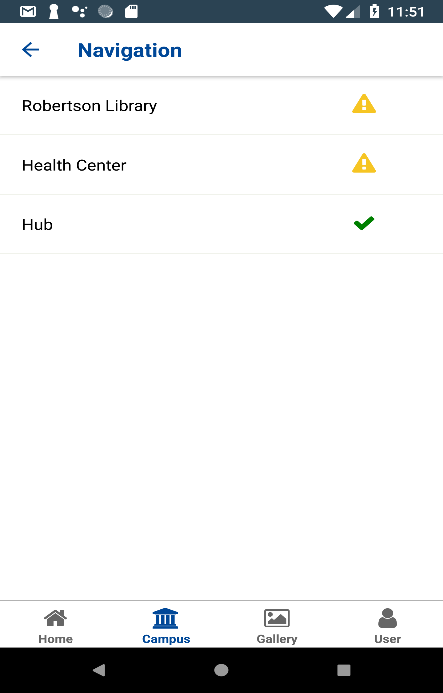 11:51
Navigation
Robertson Library
Health Center
Hub
Home Campus Gallery User